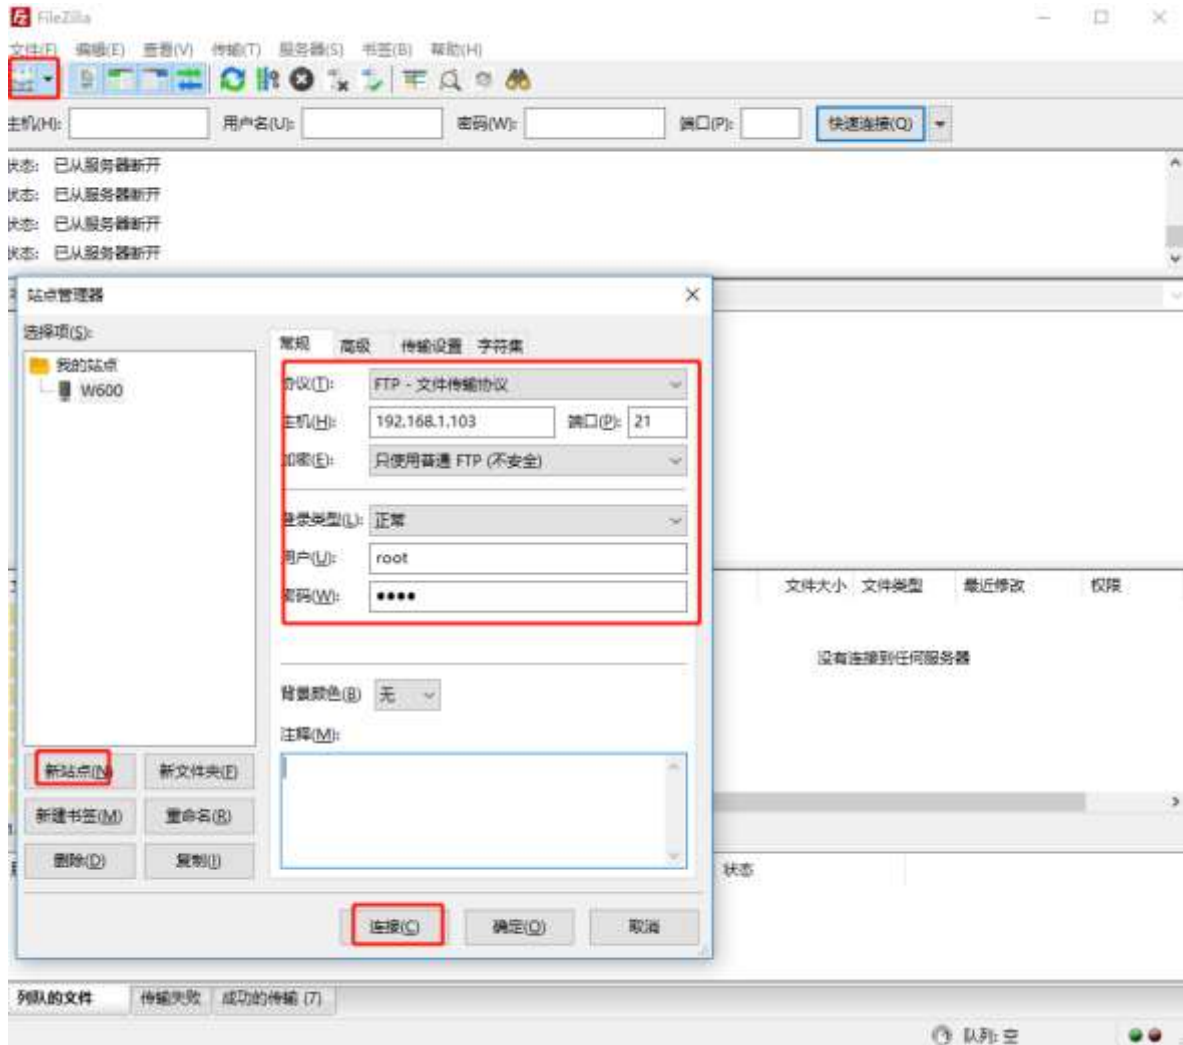 FileZilla
文件(F) 编辑(E) 查看(V) 传输(T) 服务器(S) 书签(B) 帮助(H)
主机(H): 用户名(U): 密码(W): 端口(P): 快速连接(Q)
状态: 已从服务器断开
状态: 已从服务器断开
状态: 已从服务器断开
状态: 已从服务器断开
站点管理器
选择项(S):
我的站点
W600
新站点(N) 新文件夹(F)
新建书签(M) 重命名(R)
删除(D) 复制(I)
常规 高级 传输设置 字符集
协议(T): FTP - 文件传输协议
主机(H): 192.168.1.103 端口(P): 21
加密(E): 只使用普通 FTP (不安全)
登录类型(L): 正常
用户(U): root
密码(W): ●●●●
背景颜色(B) 无
注释(M):
连接(C) 确定(O) 取消
文件大小 文件类型 最近修改 权限
没有连接到任何服务器
状态
列队的文件 传输失败 成功的传输 (7)
队列: 空